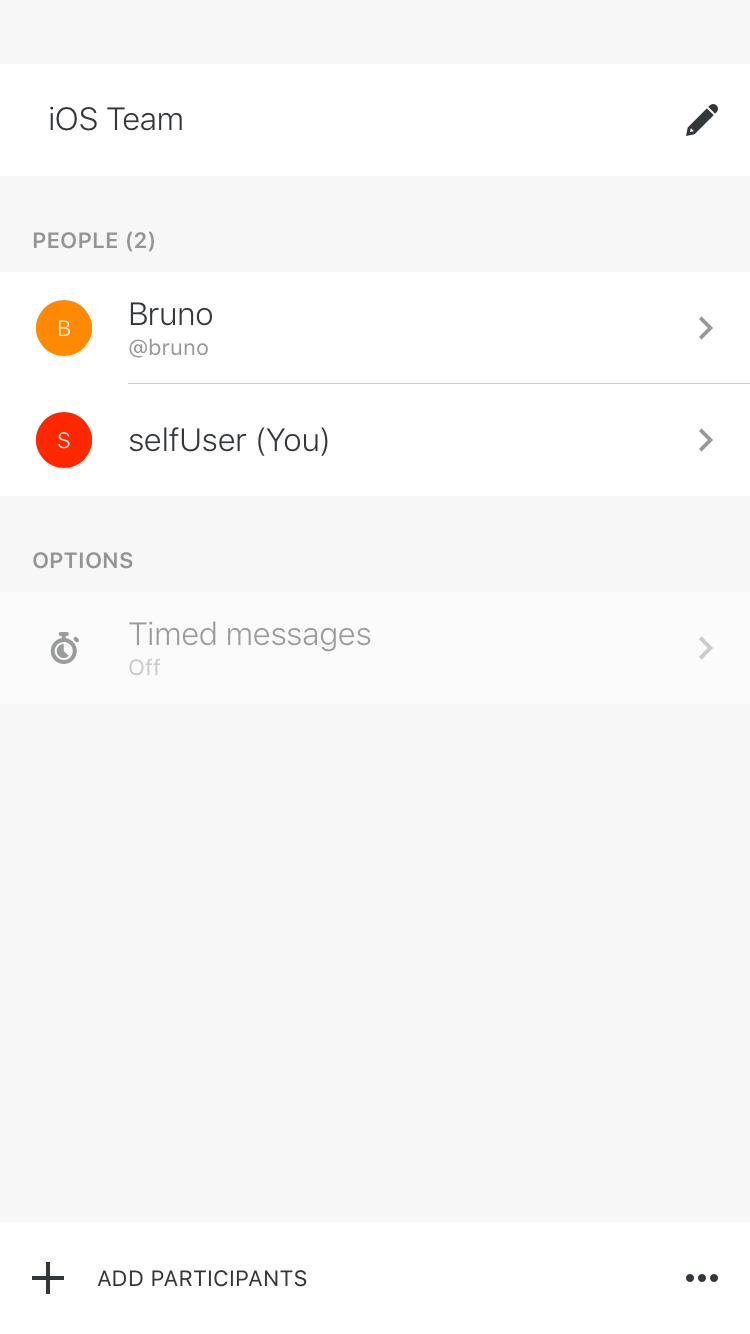 iOS Team
PEOPLE (2)
B
Bruno
@bruno
S
selfUser (You)
OPTIONS
Timed messages
Off
ADD PARTICIPANTS